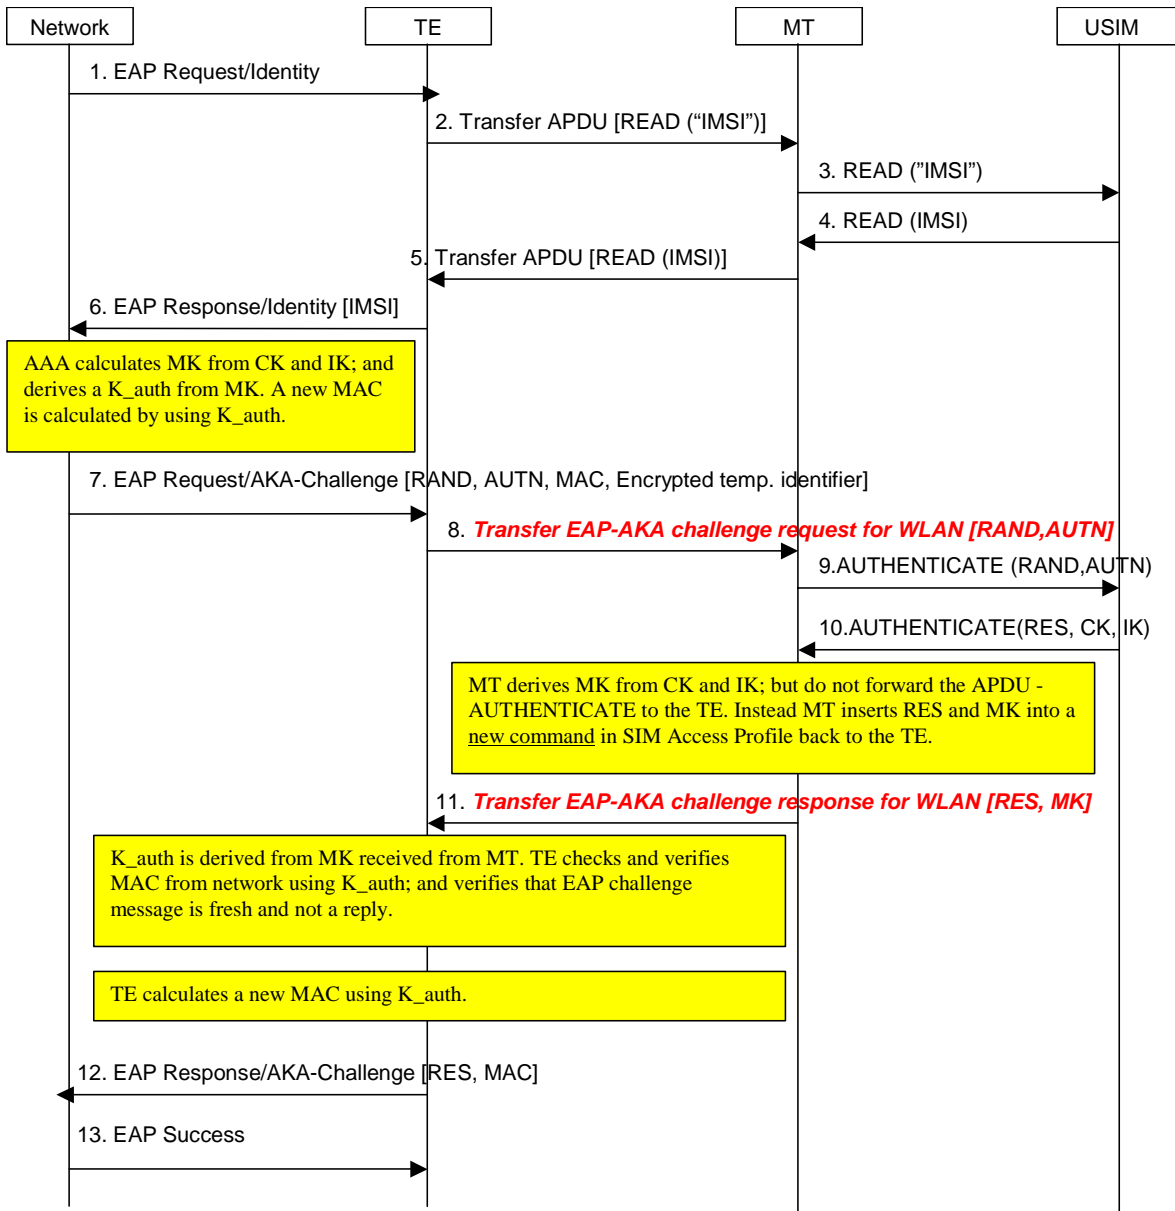 Network
TE
MT
USIM
1. EAP Request/Identity
2. Transfer APDU [READ (“IMSI”)]
3. READ (”IMSI”)
4. READ (IMSI)
5. Transfer APDU [READ (IMSI)]
6. EAP Response/Identity [IMSI]
AAA calculates MK from CK and IK; and
derives a K_auth from MK. A new MAC
is calculated by using K_auth.
7. EAP Request/AKA-Challenge [RAND, AUTN, MAC, Encrypted temp. identifier]
8. Transfer EAP-AKA challenge request for WLAN [RAND,AUTN]
9.AUTHENTICATE (RAND,AUTN)
10.AUTHENTICATE(RES, CK, IK)
MT derives MK from CK and IK; but do not forward the APDU -
AUTHENTICATE to the TE. Instead MT inserts RES and MK into a
new command in SIM Access Profile back to the TE.
11. Transfer EAP-AKA challenge response for WLAN [RES, MK]
K_auth is derived from MK received from MT. TE checks and verifies
MAC from network using K_auth; and verifies that EAP challenge
message is fresh and not a reply.
TE calculates a new MAC using K_auth.
12. EAP Response/AKA-Challenge [RES, MAC]
13. EAP Success